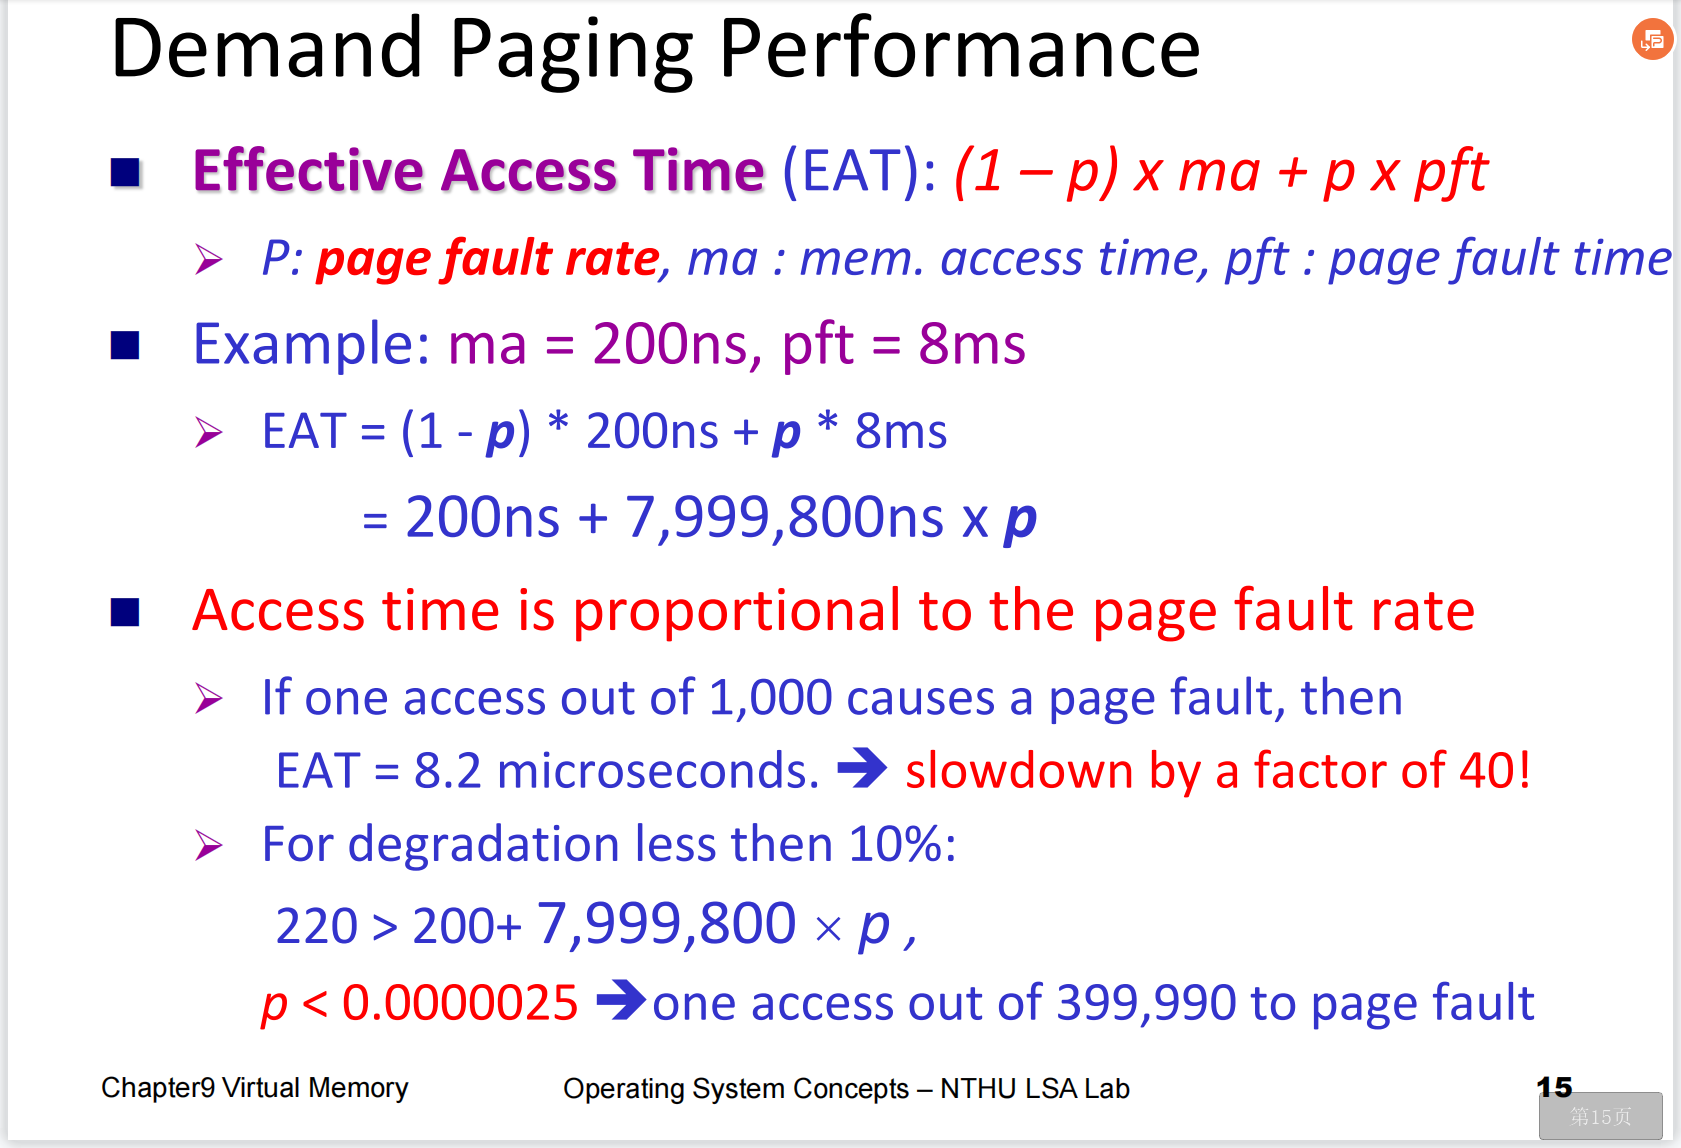 Demand Paging Performance
Effective Access Time (EAT): (1 – p) x ma + p x pft
P: page fault rate, ma : mem. access time, pft : page fault time
Example: ma = 200ns, pft = 8ms
EAT = (1 - p) * 200ns + p * 8ms
= 200ns + 7,999,800ns x p
Access time is proportional to the page fault rate
If one access out of 1,000 causes a page fault, then
EAT = 8.2 microseconds. ➔ slowdown by a factor of 40!
For degradation less then 10%:
220 > 200+ 7,999,800 × p ,
p < 0.0000025 ➔one access out of 399,990 to page fault
Chapter9 Virtual Memory
Operating System Concepts – NTHU LSA Lab
15
第15页